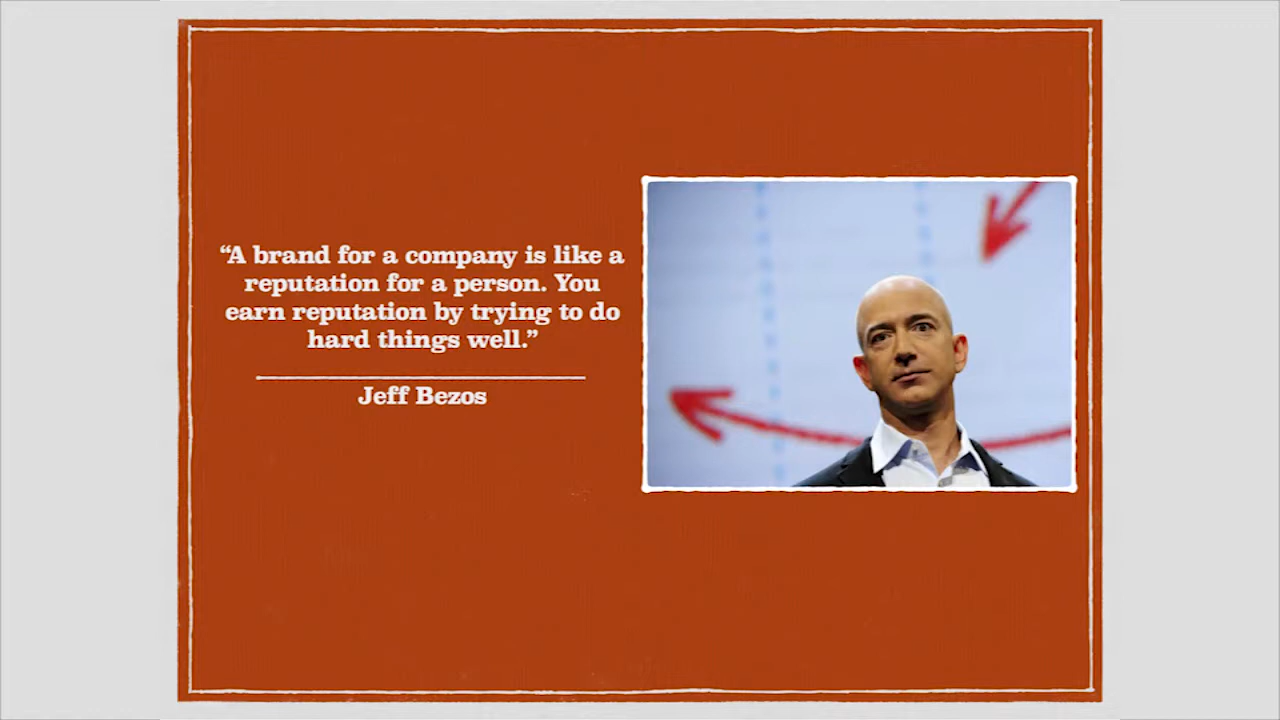 “A brand for a company is like a
reputation for a person. You
earn reputation by trying to do
hard things well.”
Jeff Bezos